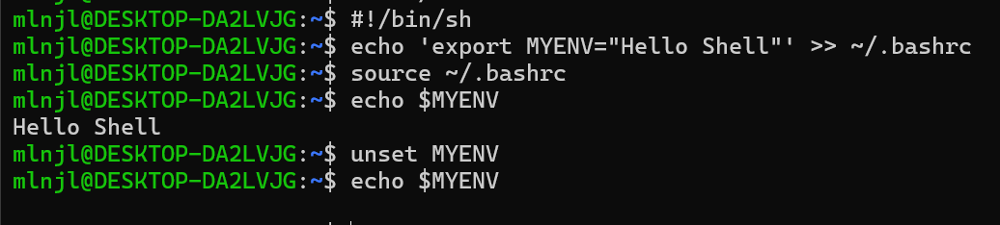 mlnjl@DESKTOP-DA2LVJG:~$ #!/bin/sh
mlnjl@DESKTOP-DA2LVJG:~$ echo 'export MYENV="Hello Shell"' >> ~/.bashrc
mlnjl@DESKTOP-DA2LVJG:~$ source ~/.bashrc
mlnjl@DESKTOP-DA2LVJG:~$ echo $MYENV
Hello Shell
mlnjl@DESKTOP-DA2LVJG:~$ unset MYENV
mlnjl@DESKTOP-DA2LVJG:~$ echo $MYENV